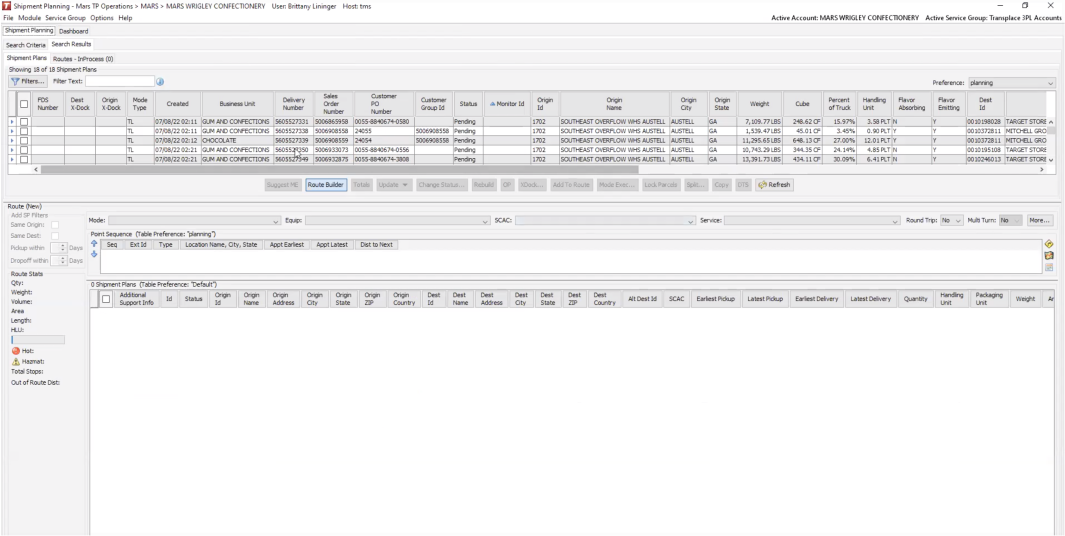 Shipment Planning - Mars TP Operations > MARS > MARS WRIGLEY CONFECTIONERY User: Brittany Lininger Host: tms
File Module Service Group Options Help Active Account: MARS WRIGLEY CONFECTIONERY Active Service Group: Transplace 3PL Accounts
Shipment Planning Dashboard
Search Criteria Search Results
Shipment Plans Routes - InProcess (0)
Showing 18 of 18 Shipment Plans
Filters... Filter Text: Preference: planning
FDS Number Dest X-Dock Origin X-Dock Mode Type Created Business Unit Delivery Number Sales Order Number Customer PO Number Customer Group Id Status Monitor Id Origin Id Origin Name Origin City Origin State Weight Cube Percent of Truck Handling Unit Flavor Absorbing Flavor Emitting Dest Id
TL 07/08/22 02:11 GUM AND CONFECTIONS 5605527331 5006865958 0055-8840674-0580 Pending 1702 SOUTHEAST OVERFLOW WHS AUSTELL AUSTELL GA 7,109.77 LBS 248.62 CF 15.97% 3.58 PLT N Y 0010198028 TARGET STORE
TL 07/08/22 02:11 GUM AND CONFECTIONS 5605527338 5006908558 24055 5006908558 Pending 1702 SOUTHEAST OVERFLOW WHS AUSTELL AUSTELL GA 1,539.47 LBS 45.01 CF 3.45% 0.90 PLT Y Y 0010372811 MITCHELL GRO
TL 07/08/22 02:12 CHOCOLATE 5605527339 5006908559 24054 5006908558 Pending 1702 SOUTHEAST OVERFLOW WHS AUSTELL AUSTELL GA 11,295.65 LBS 648.13 CF 27.00% 12.01 PLT Y Y 0010372811 MITCHELL GRO
TL 07/08/22 02:21 GUM AND CONFECTIONS 5006933073 0055-8840674-0556 Pending 1702 SOUTHEAST OVERFLOW WHS AUSTELL AUSTELL GA 10,743.29 LBS 344.35 CF 24.14% 4.85 PLT N Y 0010195108 TARGET STORE
TL 07/08/22 02:21 GUM AND CONFECTIONS 5006932875 0055-8840674-3808 Pending 1702 SOUTHEAST OVERFLOW WHS AUSTELL AUSTELL GA 13,391.73 LBS 434.11 CF 30.09% 6.41 PLT N Y 0010246013 TARGET STORE
Suggest ME Route Builder Totals Update Change Status... Rebuild OP XDock... Add To Route Mode Exec... Lock Parcels Split... Copy DTE Refresh
Route (New)
Add SP Filters
Same Origin: Mode: Equip: SCAC: Service: Round Trip: No Multi Turn: No More...
Same Dest: Point Sequence (Table Preference: "planning")
Pickup within Days Seq Ext Id Type Location Name, City, State Appt Earliest Appt Latest Dist to Next
Dropoff within Days
Route Stats
Qty: 0 Shipment Plans (Table Preference: "Default")
Weight: Additional Support Info Id Status Origin Id Origin Name Origin Address Origin City Origin State Origin ZIP Origin Country Dest Id Dest Name Dest Address Dest City Dest State Dest ZIP Dest Country Alt Dest Id SCAC Earliest Pickup Latest Pickup Earliest Delivery Latest Delivery Quantity Handling Unit Packaging Unit Weight Ar
Volume:
Area
Length:
HLU:
Hot:
Hazmat:
Total Stops:
Out of Route Dist: